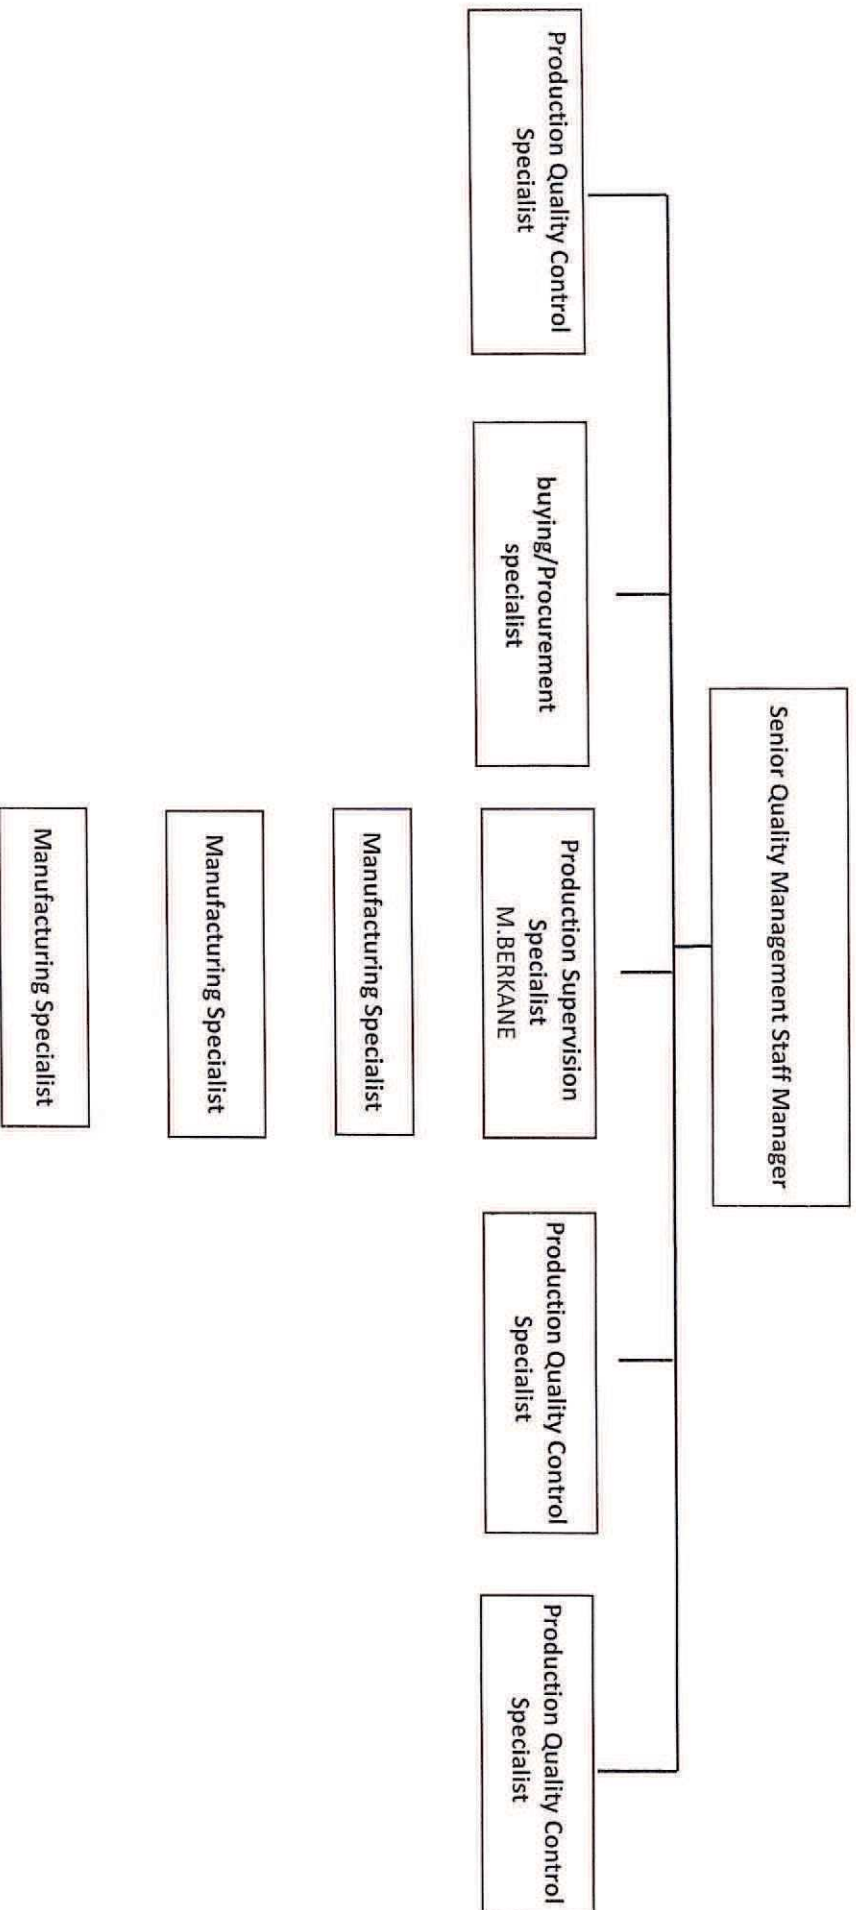 Senior Quality Management Staff Manager
Production Quality Control
Specialist
buying/Procurement
specialist
Production Supervision
Specialist
M.BERKANE
Production Quality Control
Specialist
Production Quality Control
Specialist
Manufacturing Specialist
Manufacturing Specialist
Manufacturing Specialist